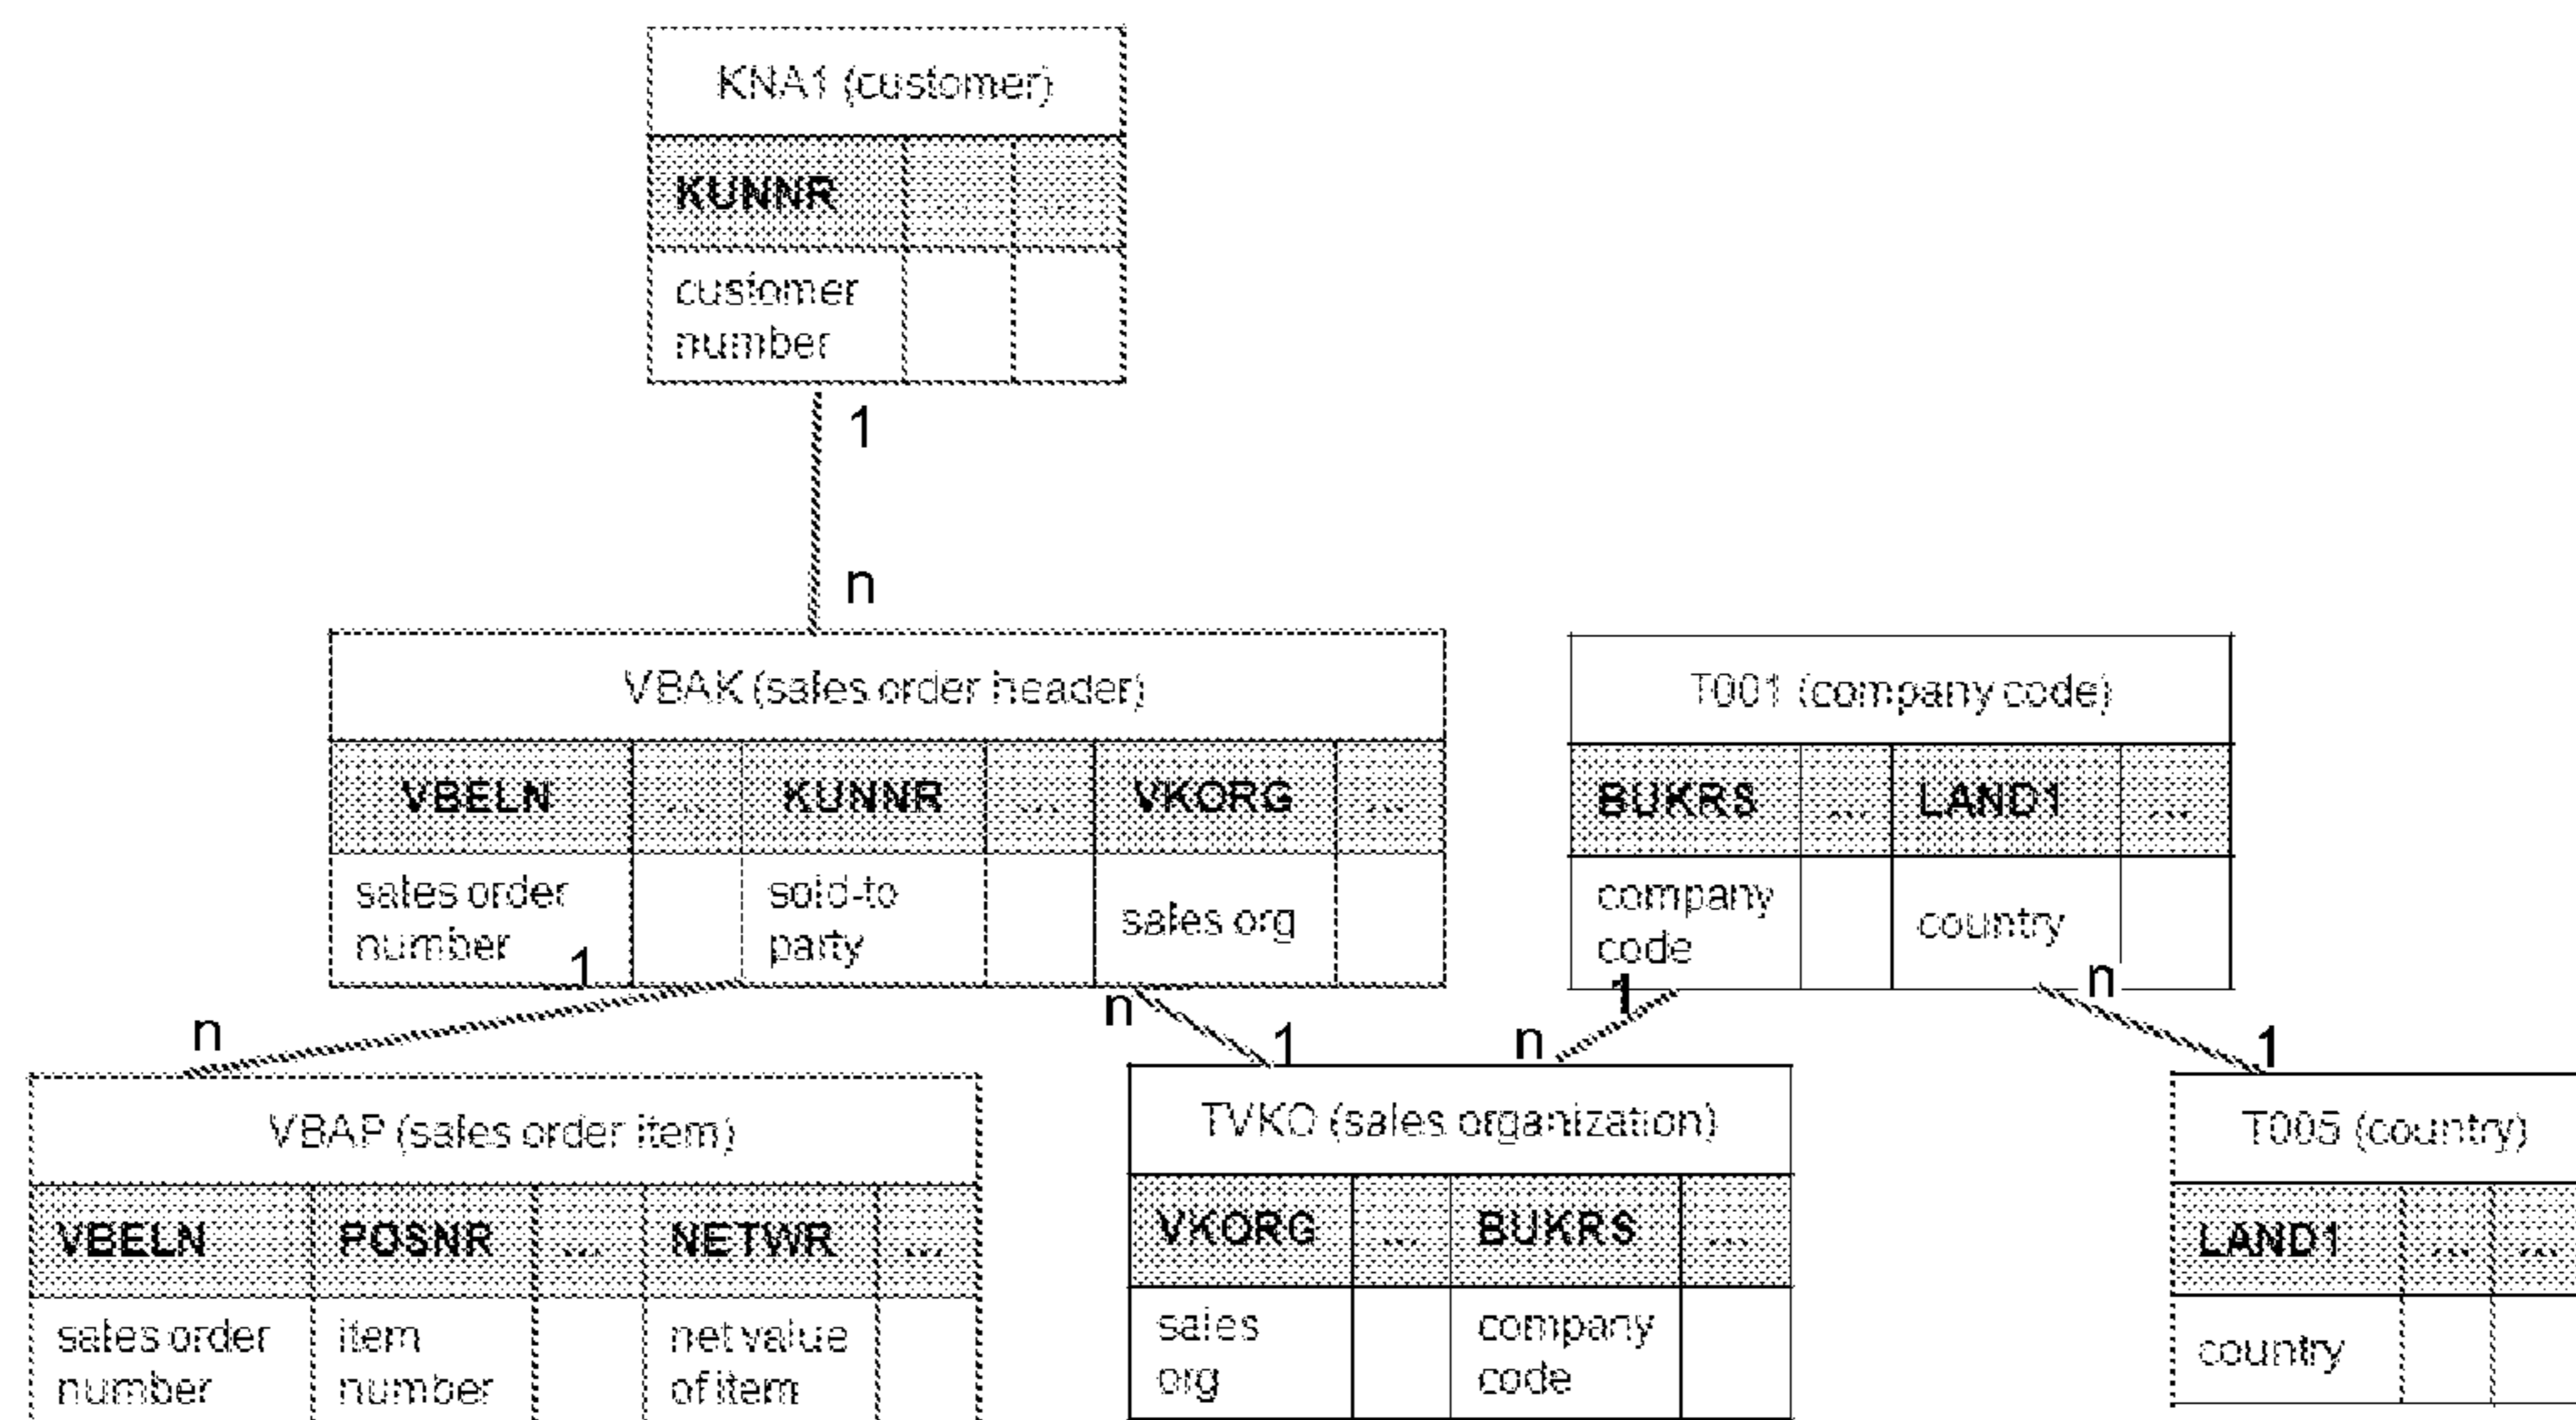 KNA1 (customer)
KUNNR ... ...
customer
number
1
n
VBAK (sales order header)
VBELN ... KUNNR ... VKORG ...
sales order
number
sold-to
party
sales org
T001 (company code)
BUKRS ... LAND1 ...
company
code
country
1
n
n
1
1
n
n
1
VBAP (sales order item)
VBELN POSNR ... NETWR ...
sales order
number
item
number
net value
of item
TVKO (sales organization)
VKORG ... BUKRS ...
sales
org
company
code
T005 (country)
LAND1 ... ...
country